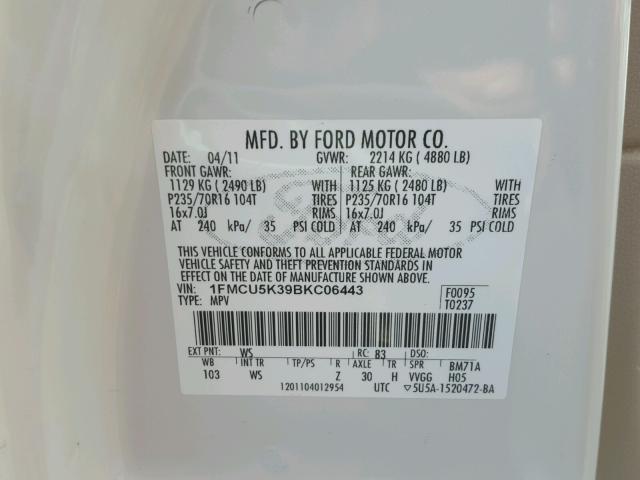 MFD. BY FORD MOTOR CO.
DATE: 04/11 GVWR: 2214 KG ( 4880 LB)
FRONT GAWR: REAR GAWR:
1129 KG ( 2490 LB) WITH 1125 KG ( 2480 LB) WITH
P235/70R16 104T TIRES P235/70R16 104T TIRES
16x7.0J RIMS 16x7.0J RIMS
AT 240 kPa/ 35 PSI COLD AT 240 kPa/ 35 PSI COLD
Ford
THIS VEHICLE CONFORMS TO ALL APPLICABLE FEDERAL MOTOR
VEHICLE SAFETY AND THEFT PREVENTION STANDARDS IN
EFFECT ON THE DATE OF MANUFACTURE SHOWN ABOVE.
VIN: 1FMCU5K39BKC06443 F0095
TYPE: MPV T0237
EXT PNT: WS RC: 83 DSO:
WB INT TR TP/PS R AXLE TR SPR BM71A
103 WS Z 30 H VVGG H05
1201104012954 UTC ▽5U5A-1520472-BA